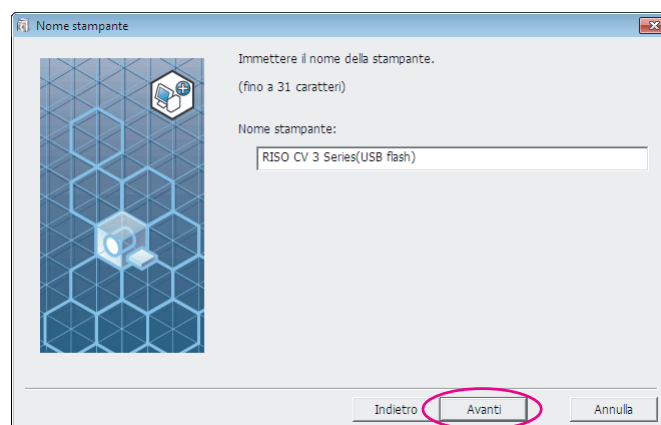 Nome stampante
Immettere il nome della stampante.
(fino a 31 caratteri)
Nome stampante:
RISO CV 3 Series(USB flash)
Indietro Avanti Annulla